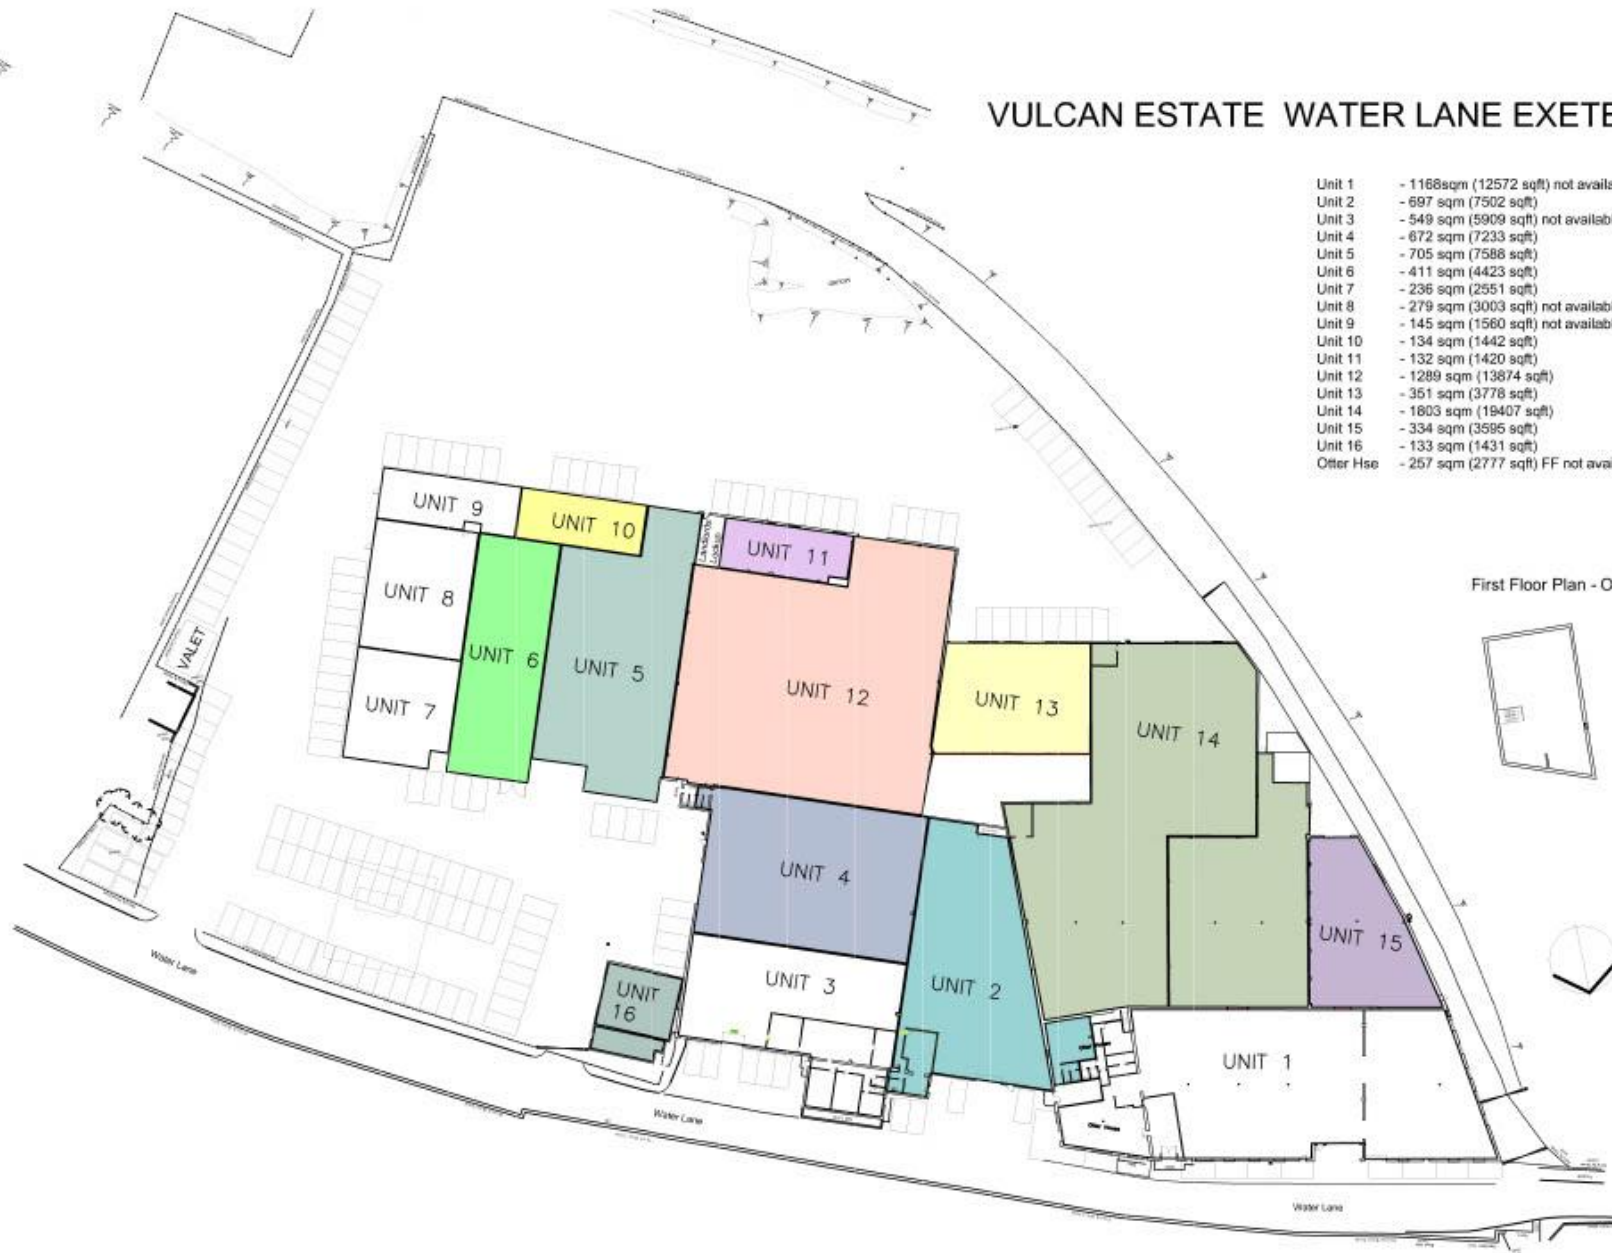 VULCAN ESTATE WATER LANE EXETE
Unit 1 - 1168sqm (12572 sqft) not availa
Unit 2 - 697 sqm (7502 sqft)
Unit 3 - 549 sqm (5909 sqft) not availab
Unit 4 - 672 sqm (7233 sqft)
Unit 5 - 705 sqm (7588 sqft)
Unit 6 - 411 sqm (4423 sqft)
Unit 7 - 236 sqm (2551 sqft)
Unit 8 - 279 sqm (3003 sqft) not availab
Unit 9 - 145 sqm (1560 sqft) not availab
Unit 10 - 134 sqm (1442 sqft)
Unit 11 - 132 sqm (1420 sqft)
Unit 12 - 1289 sqm (13874 sqft)
Unit 13 - 351 sqm (3778 sqft)
Unit 14 - 1803 sqm (19407 sqft)
Unit 15 - 334 sqm (3595 sqft)
Unit 16 - 133 sqm (1431 sqft)
Otter Hse - 257 sqm (2777 sqft) FF not avai
First Floor Plan - O
UNIT 9
UNIT 10
Landlords
Lockup
UNIT 11
UNIT 8
UNIT 6
UNIT 5
UNIT 12
UNIT 7
VALET
UNIT 13
UNIT 14
UNIT 4
UNIT 15
UNIT 3
UNIT 2
UNIT
16
UNIT 1
Otter House
Water Lane
Water Lane
Water Lane